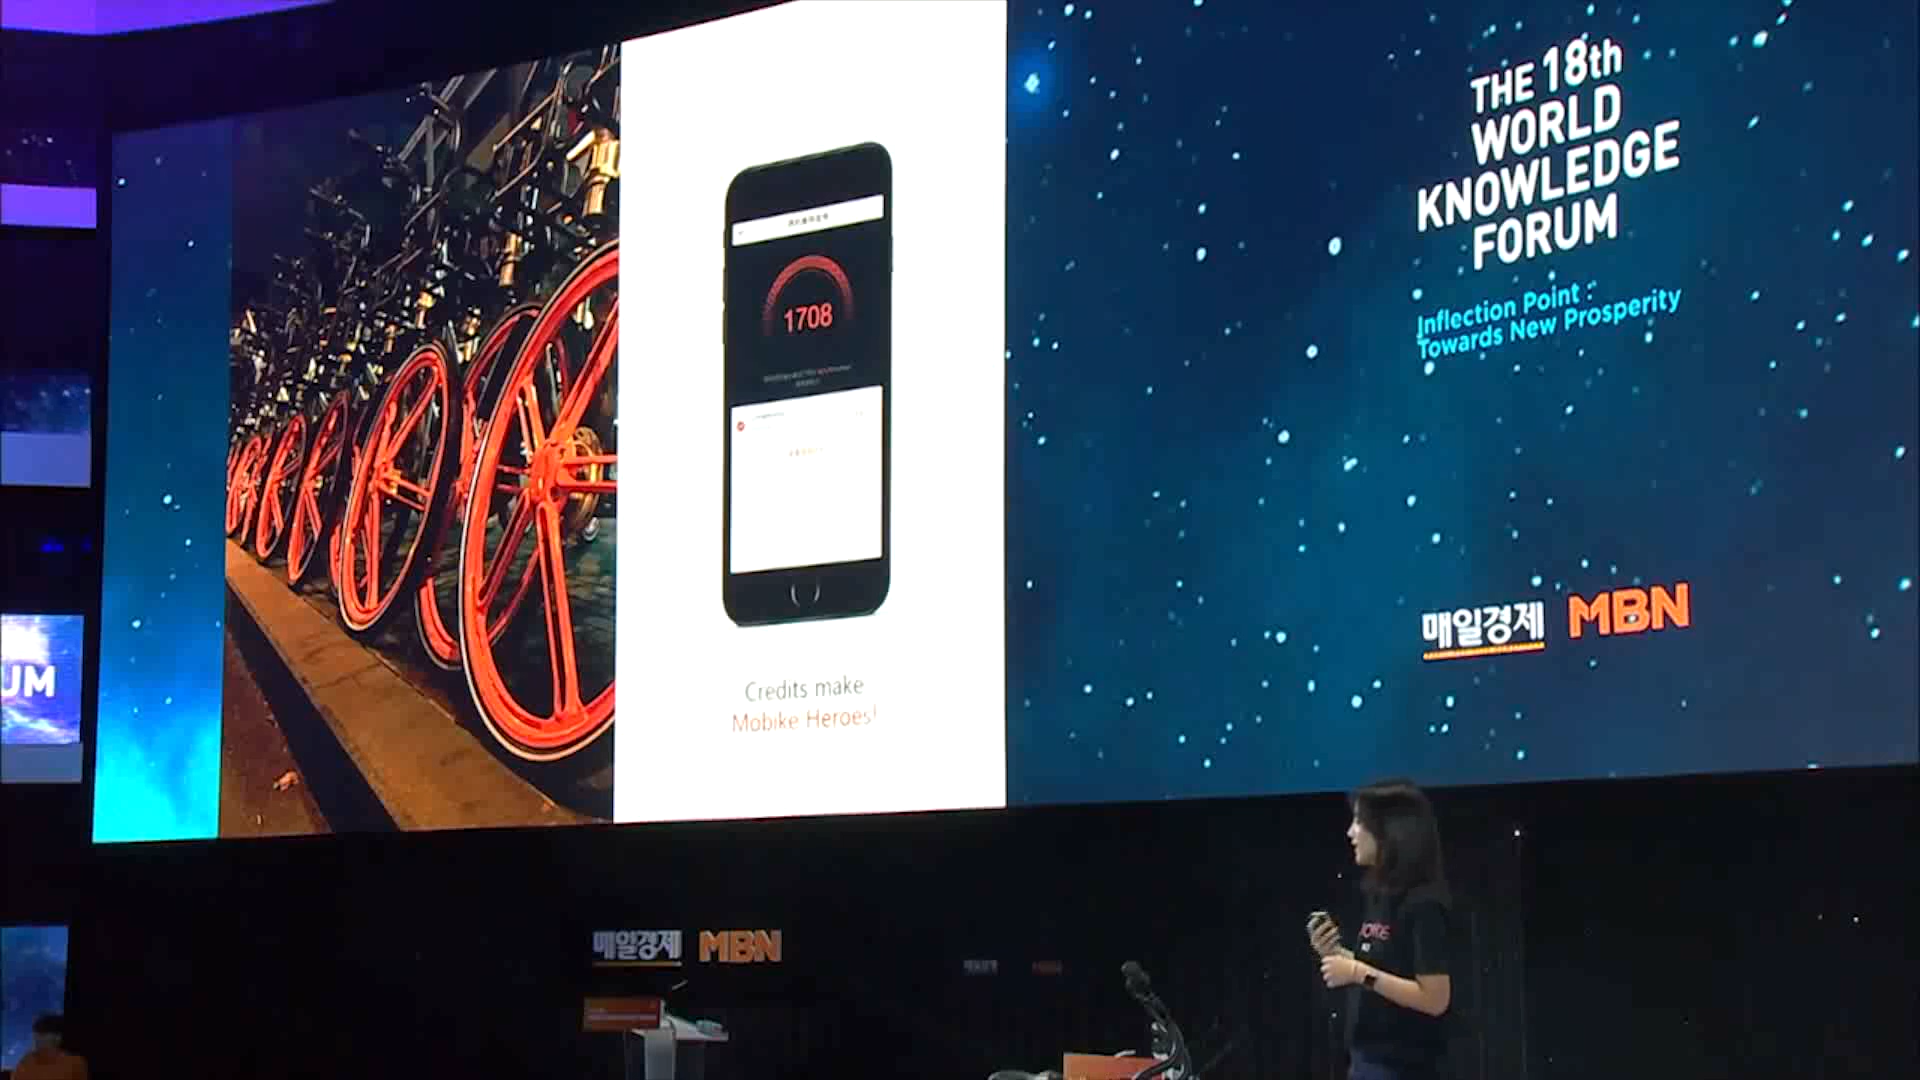 1708
Credits make
Mobike Heroes!
THE 18th
WORLD
KNOWLEDGE
FORUM
Inflection Point :
Towards New Prosperity
매일경제 MBN
UM
매일경제 MBN